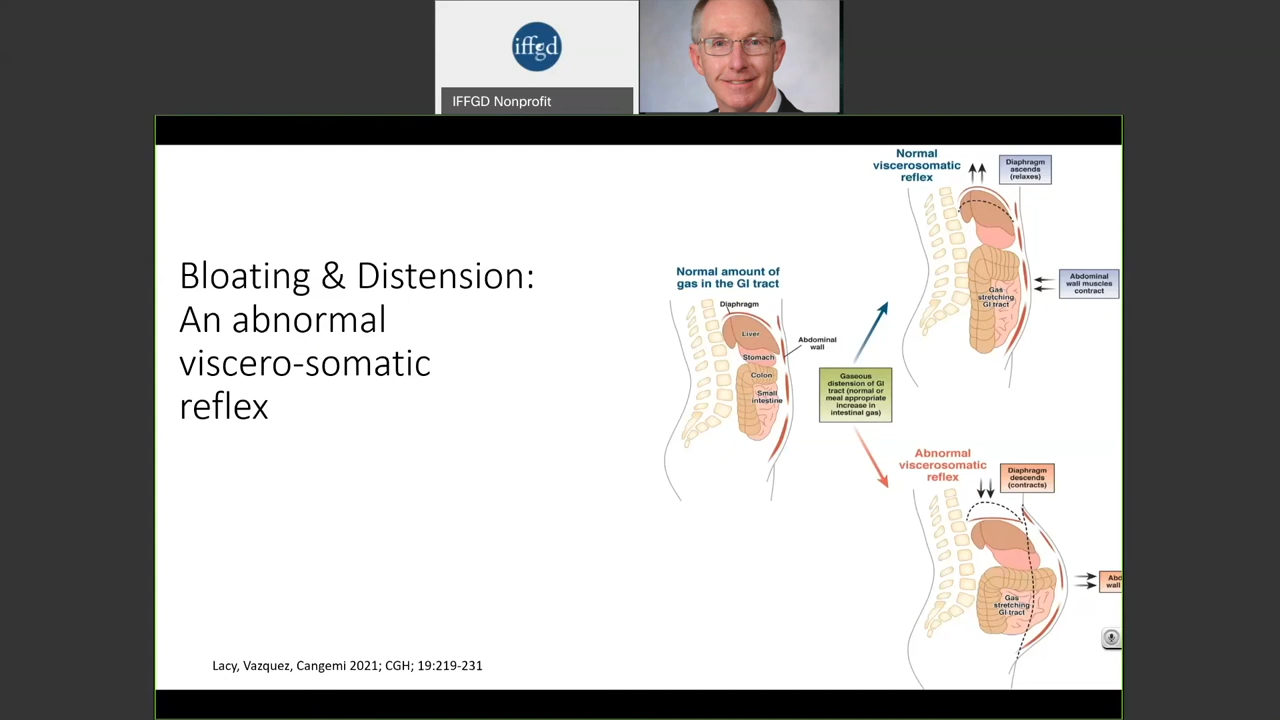 iffgd
IFFGD Nonprofit
Bloating & Distension:
An abnormal
viscero-somatic
reflex
Lacy, Vazquez, Cangemi 2021; CGH; 19:219-231
Normal amount of
gas in the GI tract
Diaphragm
Liver
Abdominal
wall
Stomach
Colon
Small
intestine
Gaseous
distension of GI
tract (normal or
meal appropriate
increase in
intestinal gas)
Normal
viscerosomatic
reflex
Diaphragm
ascends
(relaxes)
Gas
stretching
GI tract
Abdominal
wall muscles
contract
Abnormal
viscerosomatic
reflex
Diaphragm
descends
(contracts)
Gas
stretching
GI tract
wall